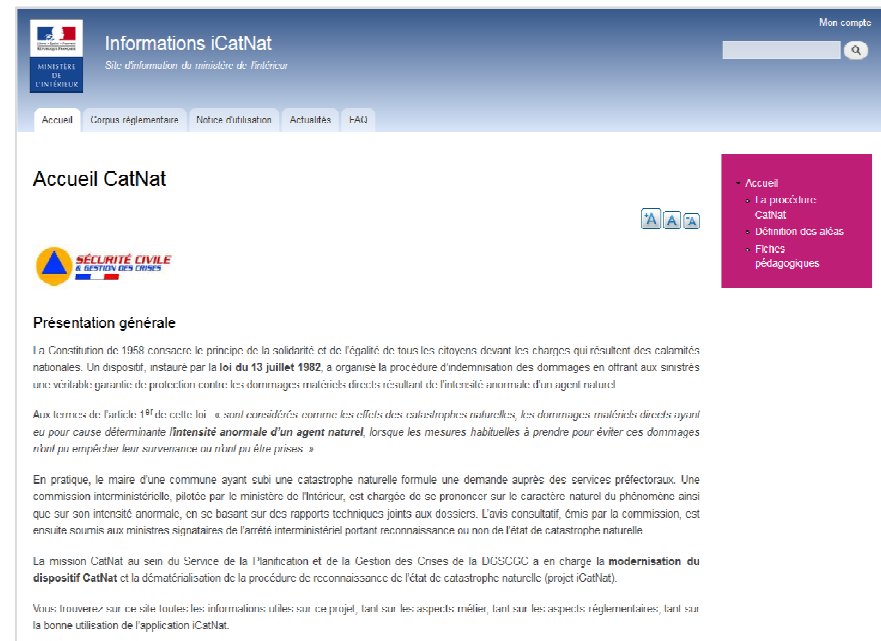 Mon compte
Informations iCatNat
Site d'information du ministère de l'intérieur
MINISTÈRE
DE
L'INTÉRIEUR
Accueil Corpus réglementaire Notice d'utilisation Actualités FAQ
Accueil CatNat
+A A -A
SÉCURITÉ CIVILE
& GESTION DES CRISES
Présentation générale
La Constitution de 1958 consacre le principe de la solidarité et de l'égalité de tous les citoyens devant les charges qui résultent des calamités
nationales. Un dispositif, instauré par la loi du 13 juillet 1982, a organisé la procédure d'indemnisation des dommages en offrant aux sinistrés
une véritable garantie de protection contre les dommages matériels directs résultant de l'intensité anormale d'un agent naturel
Aux termes de l'article 1er de cette loi « sont considérés comme les effets des catastrophes naturelles, les dommages matériels directs ayant
eu pour cause déterminante l'intensité anormale d'un agent naturel, lorsque les mesures habituelles à prendre pour éviter ces dommages
n'ont pu empêcher leur survenance ou n'ont pu être prises. »
En pratique, le maire d'une commune ayant subi une catastrophe naturelle formule une demande auprès des services préfectoraux. Une
commission interministérielle, pilotée par le ministère de l'Intérieur, est chargée de se prononcer sur le caractère naturel du phénomène ainsi
que sur son intensité anormale, en se basant sur des rapports techniques joints aux dossiers. L'avis consultatif, émis par la commission, est
ensuite soumis aux ministres signataires de l'arrêté interministériel portant reconnaissance ou non de l'état de catastrophe naturelle
La mission CatNat au sein du Service de la Planification et de la Gestion des Crises de la DGSCGC a en charge la modernisation du
dispositif CatNat et la dématérialisation de la procédure de reconnaissance de l'état de catastrophe naturelle (projet iCatNat).
Vous trouverez sur ce site toutes les informations utiles sur ce projet, tant sur les aspects métier, tant sur les aspects réglementaires, tant sur
la bonne utilisation de l'application iCatNat.
Accueil
La procédure
CatNat
Définition des aléas
Fiches
pédagogiques